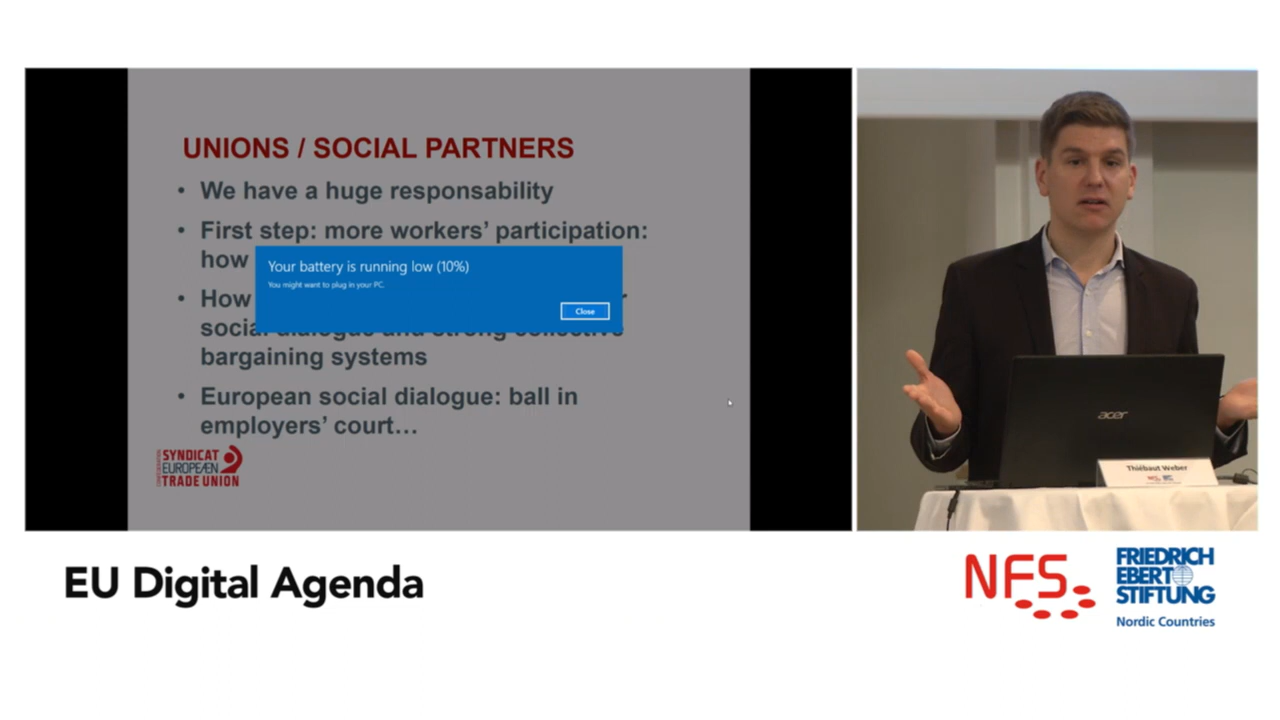 UNIONS / SOCIAL PARTNERS
• We have a huge responsability
• First step: more workers’ participation:
how
Your battery is running low (10%)
You might want to plug in your PC.
Close
• How
social dialogue and strong collective
bargaining systems
• European social dialogue: ball in
employers’ court…
SYNDICAT
EUROPEAN
TRADE UNION
acer
Thiébaut Weber
EU Digital Agenda
NFS
FRIEDRICH
EBERT
STIFTUNG
Nordic Countries